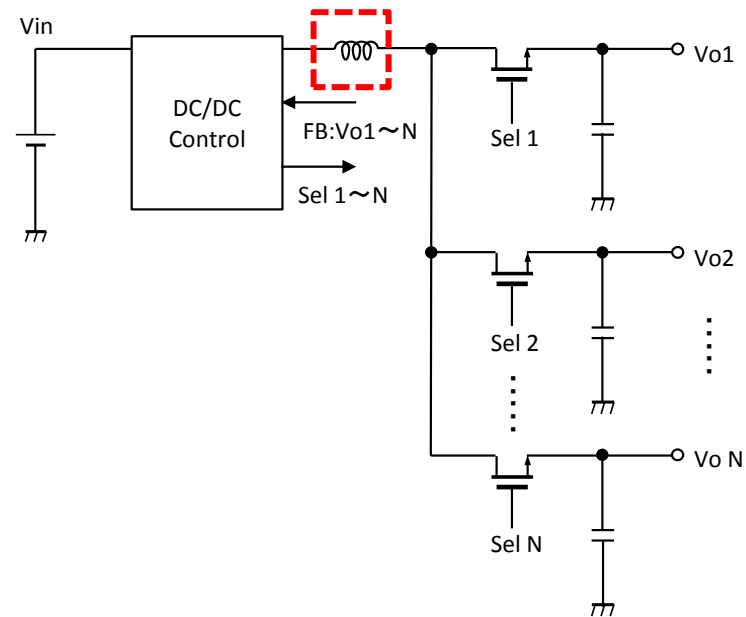 Vin
DC/DC
Control
FB:Vo1～N
Sel 1～N
Sel 1
Vo1
Sel 2
Vo2
Sel N
Vo N